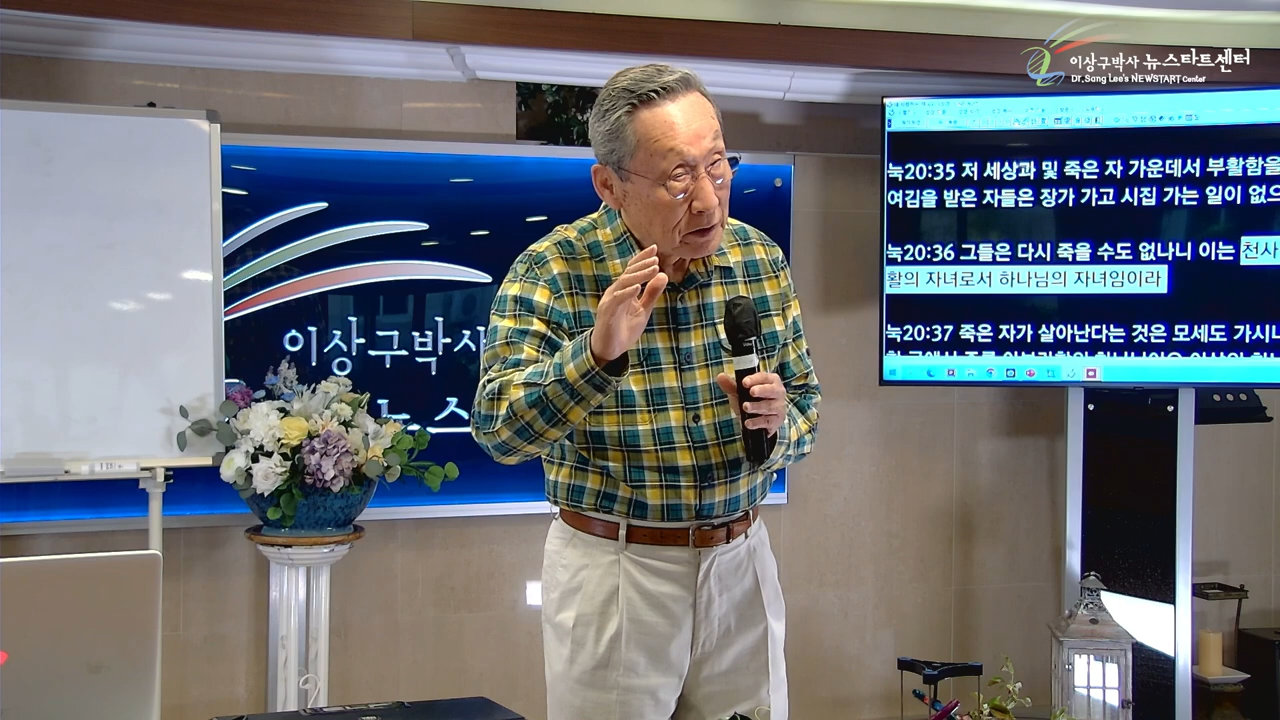 이상구박사 뉴스타트센터
Dr.Sang Lee's NEWSTART Center
이상구박사
뉴스
눅20:35 저 세상과 및 죽은 자 가운데서 부활함을
여김을 받은 자들은 장가 가고 시집 가는 일이 없으
눅20:36 그들은 다시 죽을 수도 없나니 이는 천사
활의 자녀로서 하나님의 자녀임이라
눅20:37 죽은 자가 살아난다는 것은 모세도 가시나